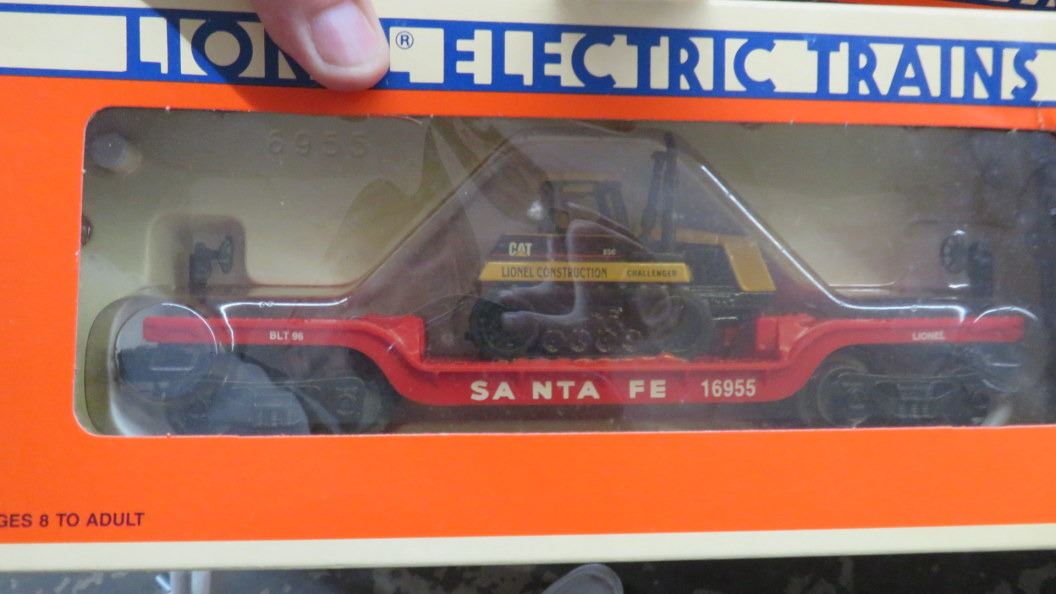 LIONEL ® ELECTRIC TRAINS
6955
CAT
LIONEL CONSTRUCTION CHALLENGER
BLT 96
LIONEL
SANTA FE 16955
GES 8 TO ADULT